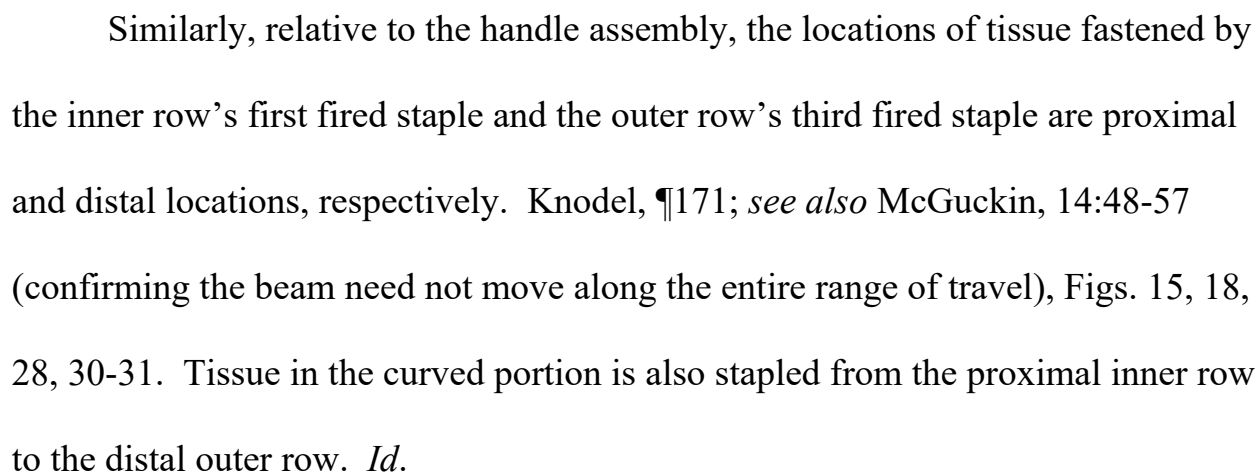 Similarly, relative to the handle assembly, the locations of tissue fastened by
the inner row’s first fired staple and the outer row’s third fired staple are proximal
and distal locations, respectively.  Knodel, ¶171; see also McGuckin, 14:48-57
(confirming the beam need not move along the entire range of travel), Figs. 15, 18,
28, 30-31.  Tissue in the curved portion is also stapled from the proximal inner row
to the distal outer row.  Id.